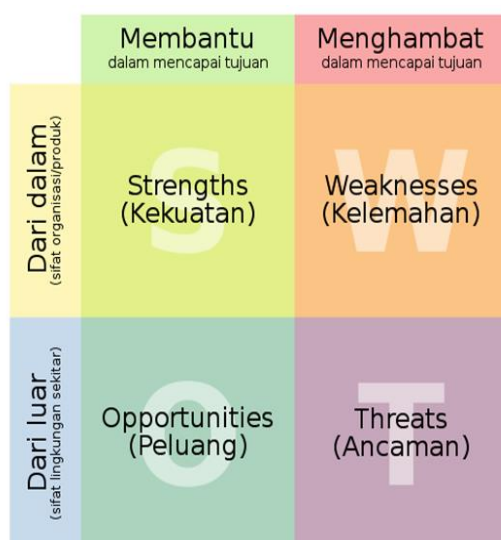 Membantu
dalam mencapai tujuan
Menghambat
dalam mencapai tujuan
Dari dalam
(sifat organisasi/produk)
S
Strengths
(Kekuatan)
W
Weaknesses
(Kelemahan)
Dari luar
(sifat lingkungan sekitar)
O
Opportunities
(Peluang)
T
Threats
(Ancaman)